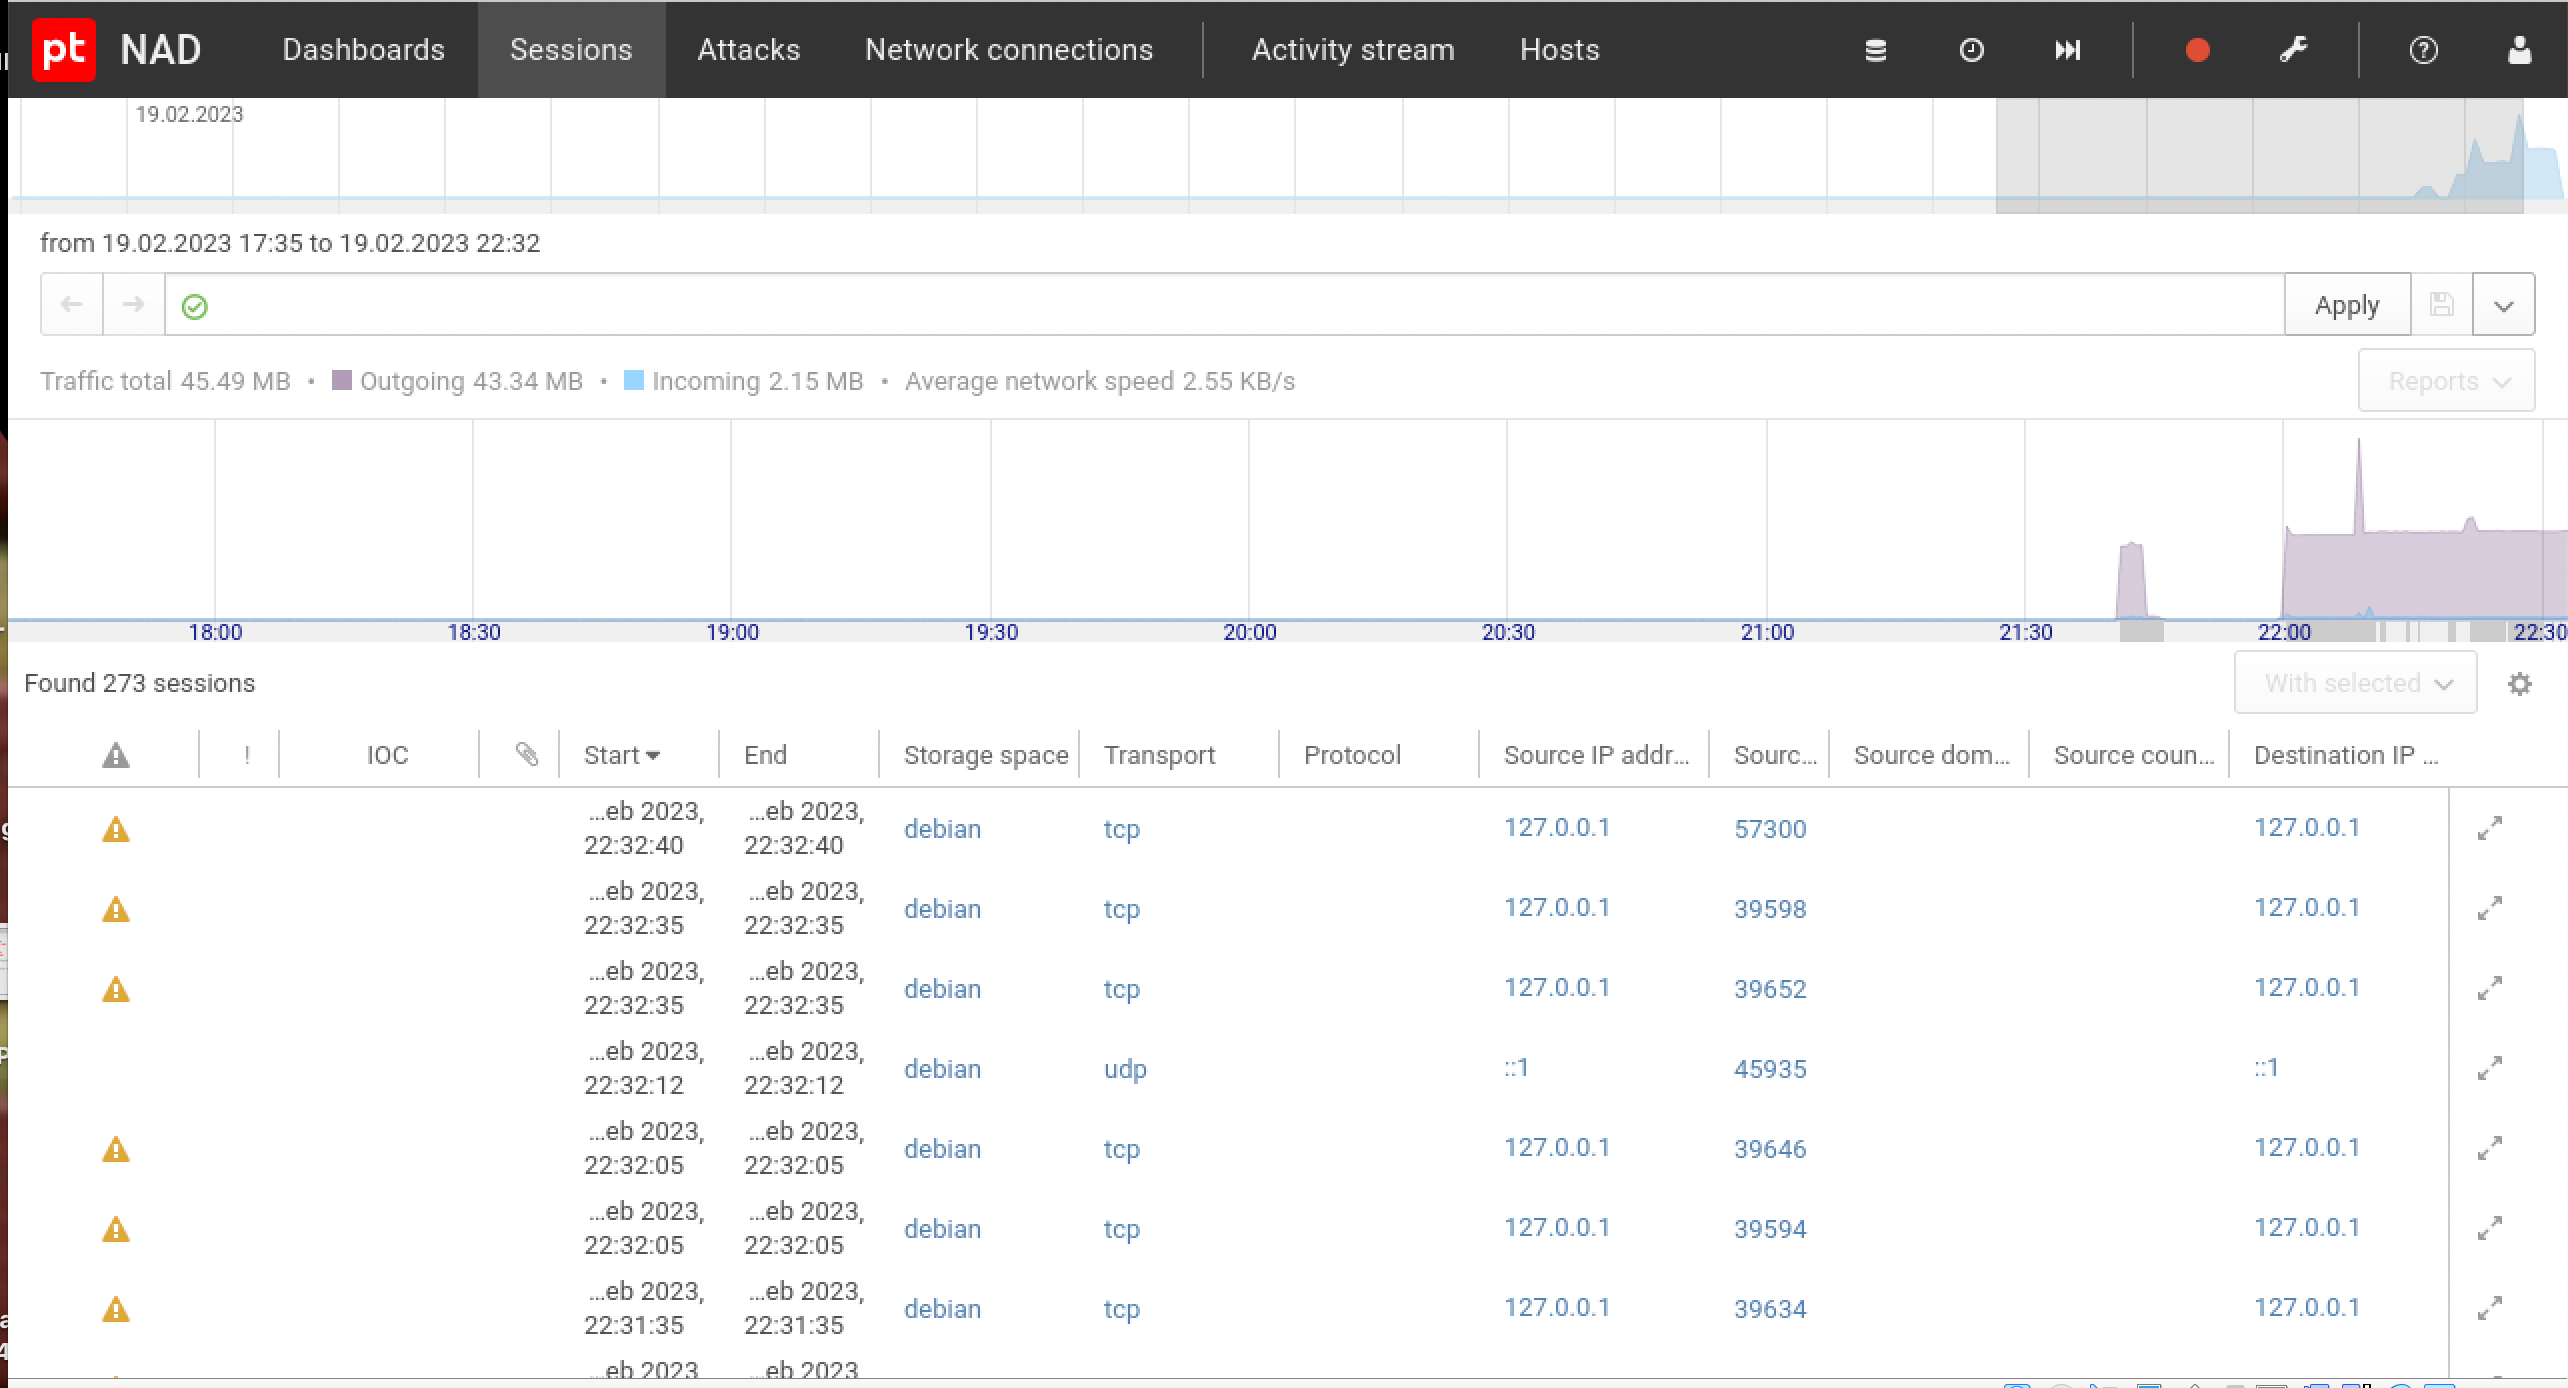 pt NAD Dashboards Sessions Attacks Network connections Activity stream Hosts
19.02.2023
from 19.02.2023 17:35 to 19.02.2023 22:32
Apply
Traffic total 45.49 MB • Outgoing 43.34 MB • Incoming 2.15 MB • Average network speed 2.55 KB/s Reports
18:00 18:30 19:00 19:30 20:00 20:30 21:00 21:30 22:00 22:30
Found 273 sessions With selected
! IOC Start End Storage space Transport Protocol Source IP addr... Sourc... Source dom... Source coun... Destination IP ...
...eb 2023, ...eb 2023,
22:32:40 22:32:40 debian tcp 127.0.0.1 57300 127.0.0.1
...eb 2023, ...eb 2023,
22:32:35 22:32:35 debian tcp 127.0.0.1 39598 127.0.0.1
...eb 2023, ...eb 2023,
22:32:35 22:32:35 debian tcp 127.0.0.1 39652 127.0.0.1
...eb 2023, ...eb 2023,
22:32:12 22:32:12 debian udp ::1 45935 ::1
...eb 2023, ...eb 2023,
22:32:05 22:32:05 debian tcp 127.0.0.1 39646 127.0.0.1
...eb 2023, ...eb 2023,
22:32:05 22:32:05 debian tcp 127.0.0.1 39594 127.0.0.1
...eb 2023, ...eb 2023,
22:31:35 22:31:35 debian tcp 127.0.0.1 39634 127.0.0.1
...eb 2023 ...eb 2023